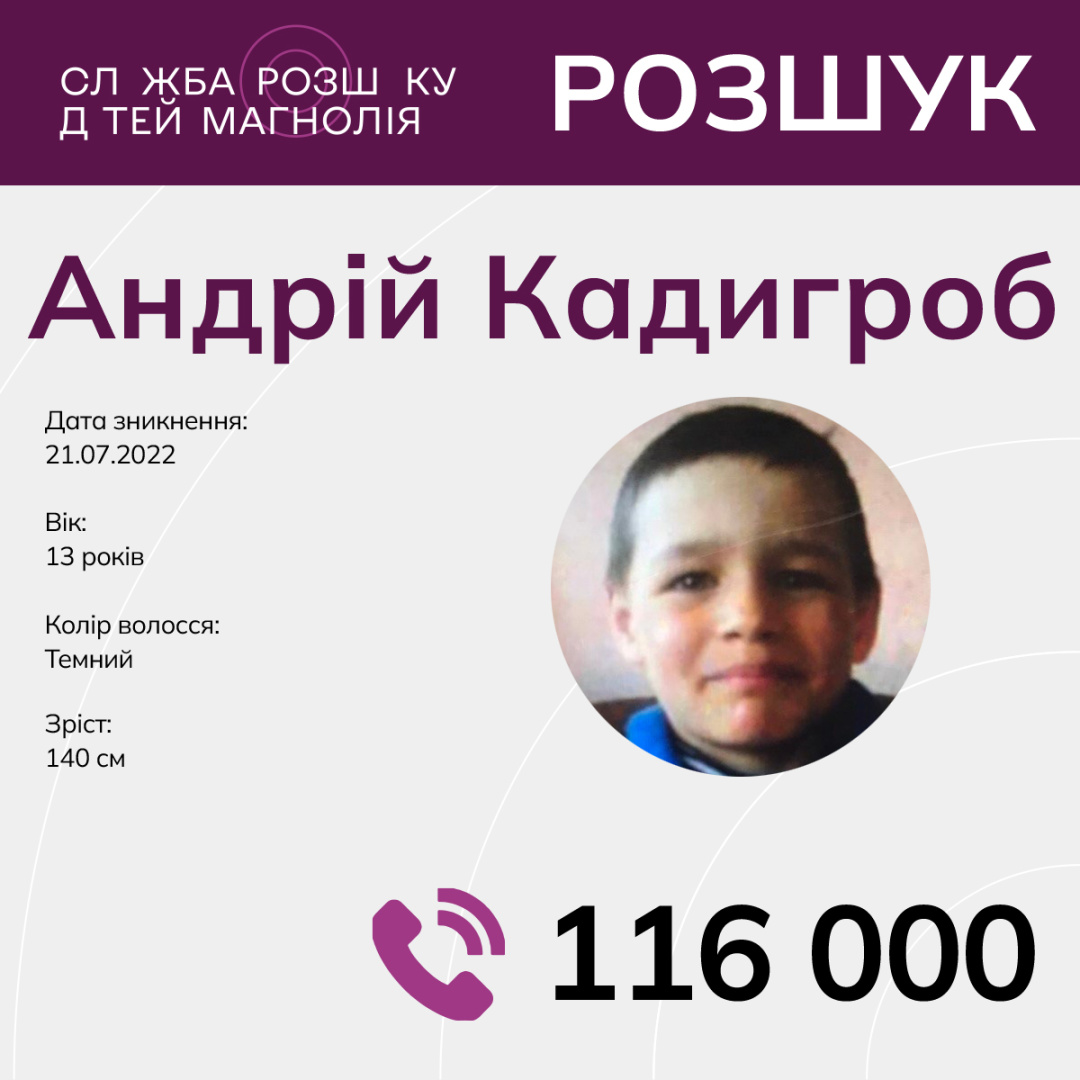 СЛ ЖБА РОЗШ КУ
Д ТЕЙ МАГНОЛІЯ
РОЗШУК
Андрій Кадигроб
Дата зникнення:
21.07.2022
Вік:
13 років
Колір волосся:
Темний
Зріст:
140 см
116 000